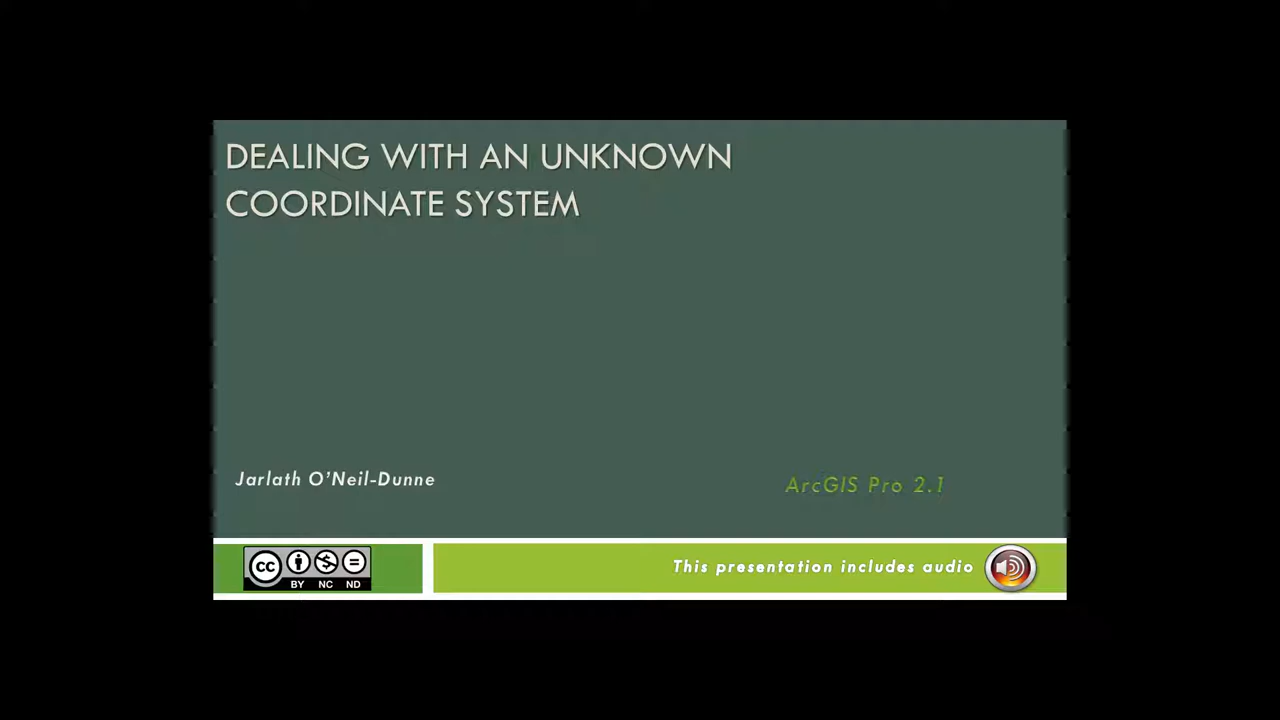 DEALING WITH AN UNKNOWN
COORDINATE SYSTEM
Jarlath O'Neil-Dunne
ArcGIS Pro 2.1
cc
BY NC ND
This presentation includes audio